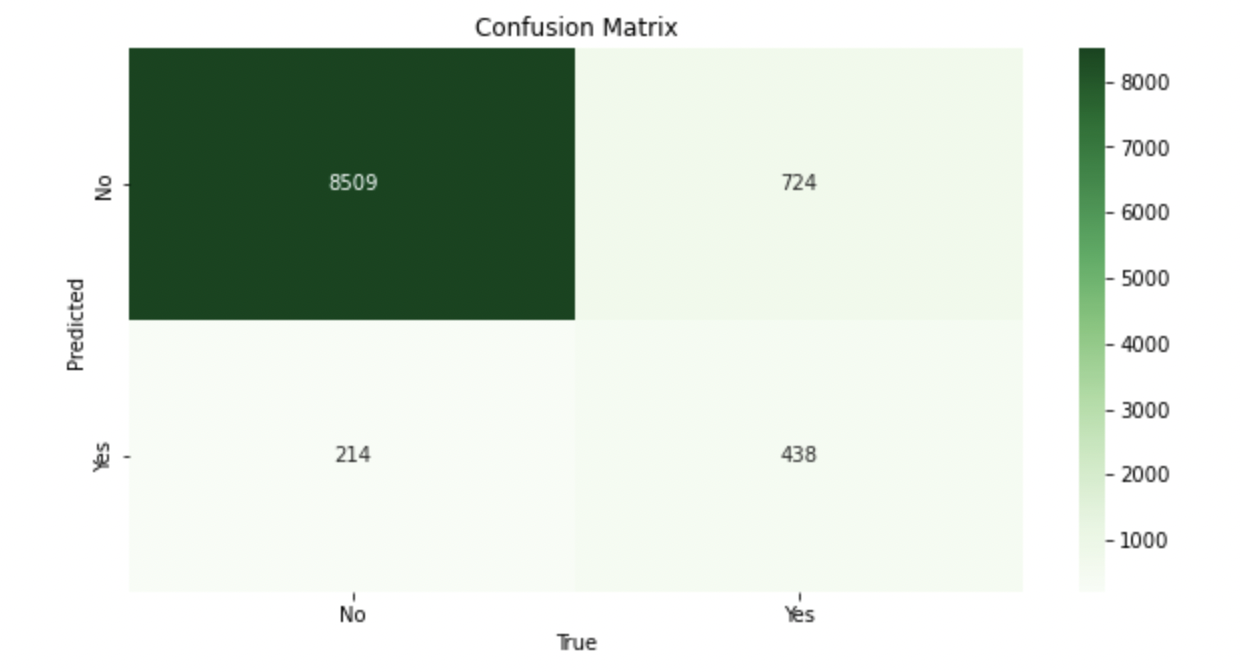 Confusion Matrix
No
Yes
Predicted
8509
724
214
438
No
Yes
True
8000
7000
6000
5000
4000
3000
2000
1000